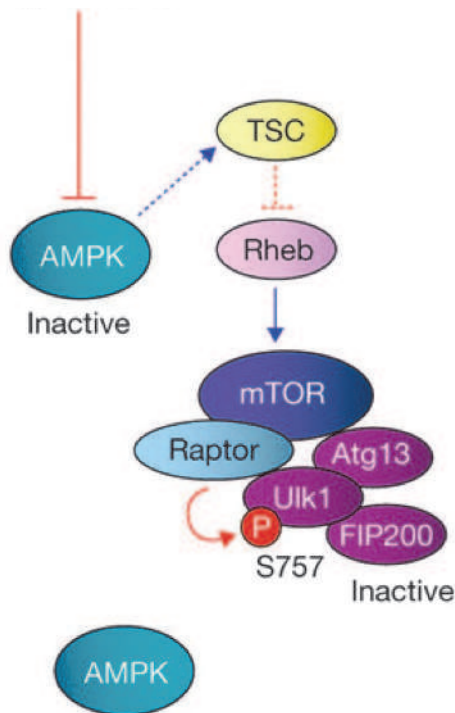 TSC
AMPK
Rheb
Inactive
mTOR
Raptor
Atg13
Ulk1
P
FIP200
S757
Inactive
AMPK